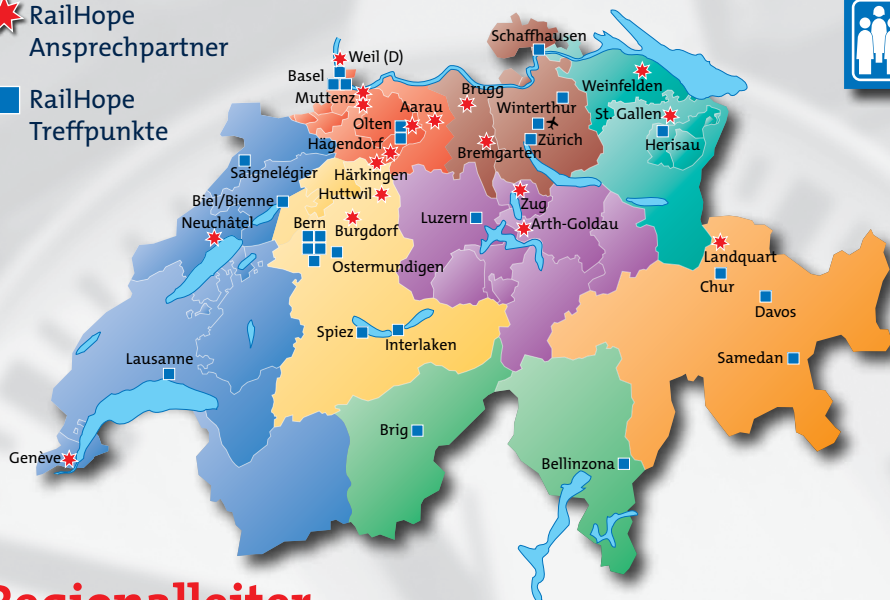 RailHope
Ansprechpartner
RailHope
Treffpunkte
Schaffhausen
Weil (D)
Basel
Muttenz
Brugg
Weinfelden
Aarau
Winterthur
St. Gallen
Olten
Zürich
Herisau
Hägendorf
Bremgarten
Saignelégier
Härkingen
Huttwil
Biel/Bienne
Zug
Neuchâtel
Bern
Burgdorf
Luzern
Arth-Goldau
Ostermundigen
Landquart
Chur
Davos
Spiez
Interlaken
Lausanne
Samedan
Brig
Genève
Bellinzona
Regionalleiter